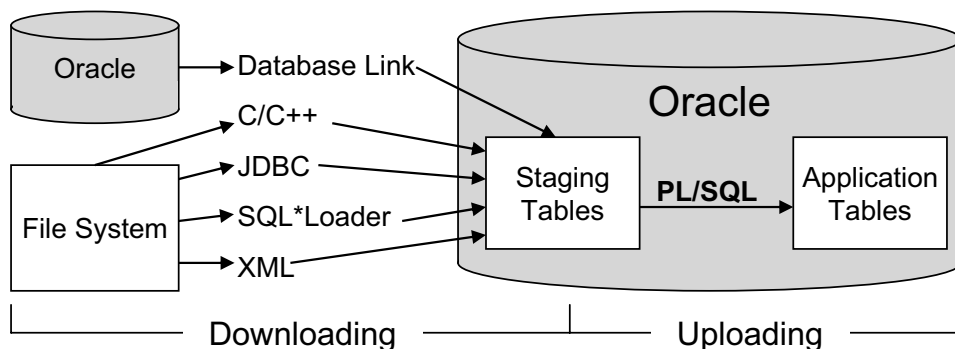 Oracle
Database Link
Oracle
C/C++
JDBC
File System
SQL*Loader
XML
Staging
Tables
PL/SQL
Application
Tables
Downloading
Uploading